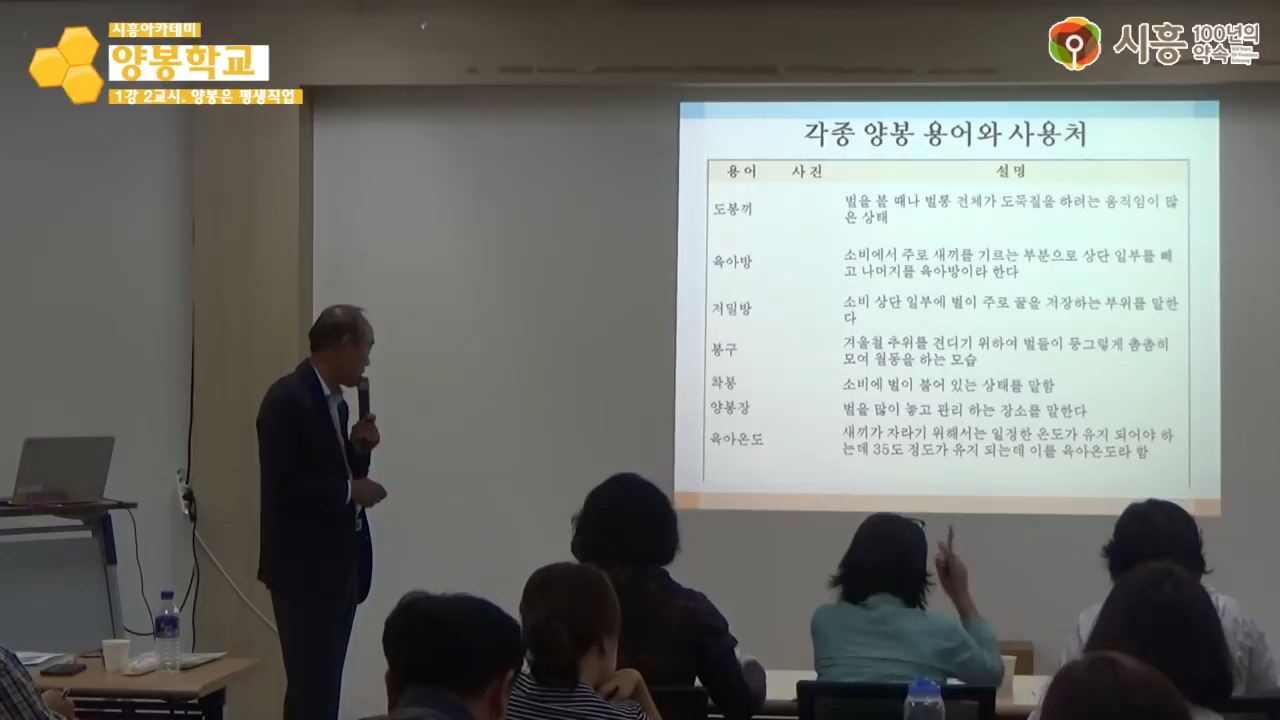 시흥아카데미
양봉학교
1강 2교시. 양봉은 평생직업
시흥 100년의
약속
각종 양봉 용어와 사용처
용 어 사 진 설 명
도봉끼 벌을 볼 때나 벌통 전체가 도둑질을 하려는 움직임이 많
은 상태
육아방 소비에서 주로 새끼를 기르는 부분으로 상단 일부를 빼
고 나머지를 육아방이라 한다
저밀방 소비 상단 일부에 벌이 주로 꿀을 저장하는 부위를 말한
다
봉구 겨울철 추위를 견디기 위하여 벌들이 둥그렇게 촘촘히
모여 월동을 하는 모습
착봉 소비에 벌이 붙어 있는 상태를 말함
양봉장 벌을 많이 놓고 관리 하는 장소를 말한다
육아온도 새끼가 자라기 위해서는 일정한 온도가 유지 되어야 하
는데 35도 정도가 유지 되는데 이를 육아온도라 함